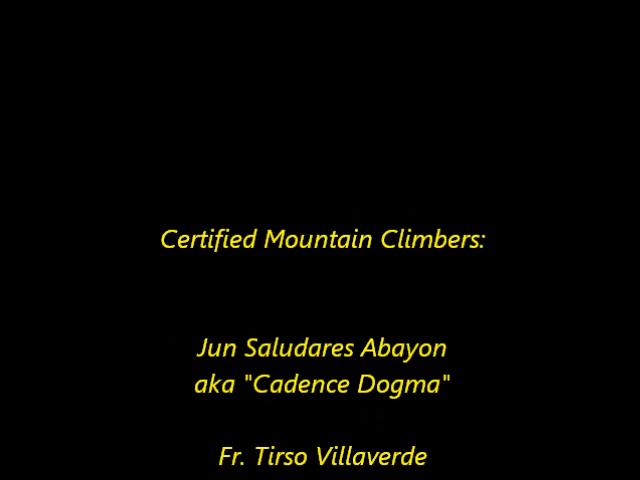 Certified Mountain Climbers:
Jun Saludares Abayon
aka "Cadence Dogma"
Fr. Tirso Villaverde